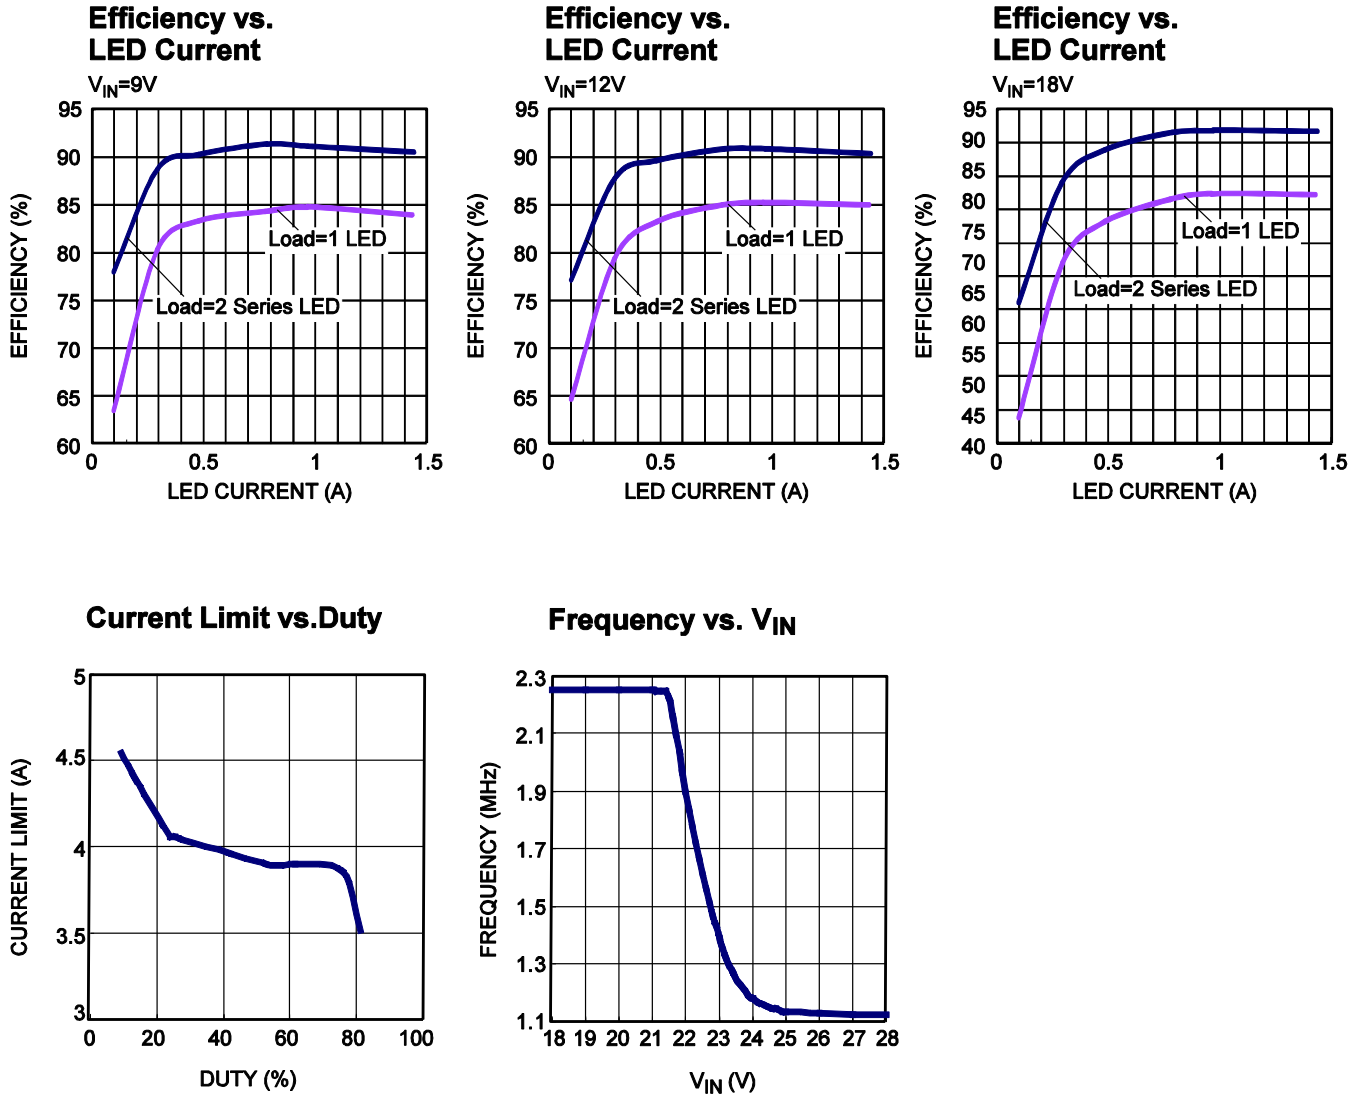 Efficiency vs.
LED Current
VIN=9V
95
90
85
80
75
70
65
60
0
0.5
1
1.5
EFFICIENCY (%)
LED CURRENT (A)
Load=1 LED
Load=2 Series LED
Efficiency vs.
LED Current
VIN=12V
95
90
85
80
75
70
65
60
0
0.5
1
1.5
EFFICIENCY (%)
LED CURRENT (A)
Load=1 LED
Load=2 Series LED
Efficiency vs.
LED Current
VIN=18V
95
90
85
80
75
70
65
60
55
50
45
40
0
0.5
1
1.5
EFFICIENCY (%)
LED CURRENT (A)
Load=1 LED
Load=2 Series LED
Current Limit vs.Duty
5
4.5
4
3.5
3
0
20
40
60
80
100
CURRENT LIMIT (A)
DUTY (%)
Frequency vs. VIN
2.3
2.1
1.9
1.7
1.5
1.3
1.1
18 19 20 21 22 23 24 25 26 27 28
FREQUENCY (MHz)
VIN (V)